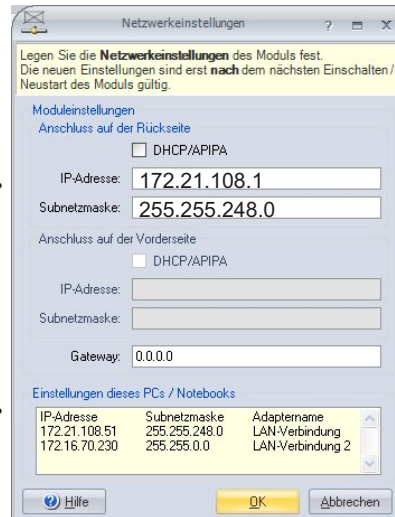 Netzwerkeinstellungen
Legen Sie die Netzwerkeinstellungen des Moduls fest.
Die neuen Einstellungen sind erst nach dem nächsten Einschalten /
Neustart des Moduls gültig.
Moduleinstellungen
Anschluss auf der Rückseite
DHCP/APIPA
IP-Adresse: 172.21.108.1
Subnetzmaske: 255.255.248.0
Anschluss auf der Vorderseite
DHCP/APIPA
IP-Adresse:
Subnetzmaske:
Gateway: 0.0.0.0
Einstellungen dieses PCs / Notebooks
IP-Adresse Subnetzmaske Adaptername
172.21.108.51 255.255.248.0 LAN-Verbindung
172.16.70.230 255.255.0.0 LAN-Verbindung 2
Hilfe OK Abbrechen